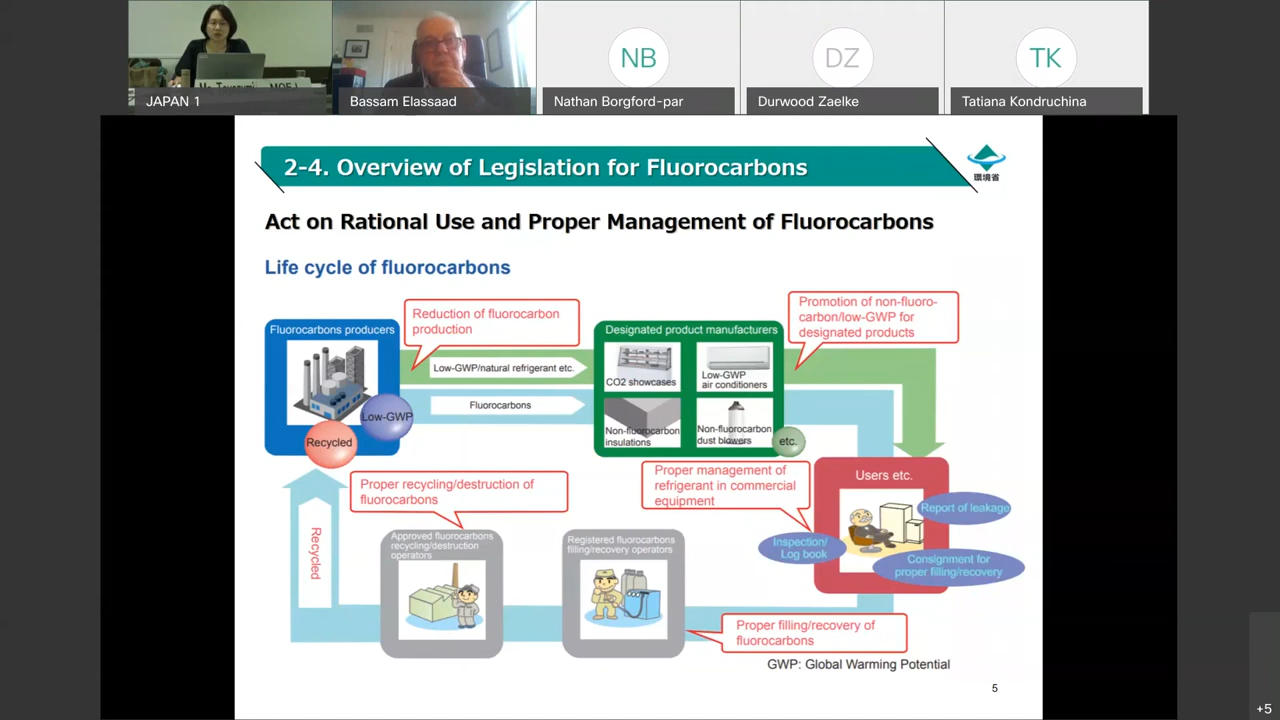 Ms. Toyozumi MOEJ
JAPAN 1
Bassam Elassaad
NB
Nathan Borgford-par
DZ
Durwood Zaelke
TK
Tatiana Kondruchina
2-4. Overview of Legislation for Fluorocarbons
環境省
Act on Rational Use and Proper Management of Fluorocarbons
Life cycle of fluorocarbons
Fluorocarbons producers
Low-GWP
Recycled
Reduction of fluorocarbon
production
Low-GWP/natural refrigerant etc.
Fluorocarbons
Designated product manufacturers
CO2 showcases
Low-GWP
air conditioners
Non-fluorocarbon
insulations
Non-fluorocarbon
dust blowers
etc.
Promotion of non-fluoro-
carbon/low-GWP for
designated products
Proper management of
refrigerant in commercial
equipment
Users etc.
Report of leakage
Inspection/
Log book
Consignment for
proper filling/recovery
Proper recycling/destruction of
fluorocarbons
Recycled
Approved fluorocarbons
recycling/destruction
operators
Registered fluorocarbons
filling/recovery operators
Proper filling/recovery of
fluorocarbons
GWP: Global Warming Potential
5
+5